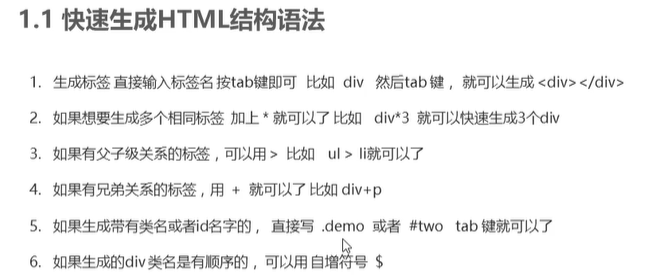 1.1 快速生成HTML结构语法
1. 生成标签 直接输入标签名 按tab键即可 比如 div 然后tab 键， 就可以生成 <div></div>
2. 如果想要生成多个相同标签 加上 * 就可以了 比如 div*3 就可以快速生成3个div
3. 如果有父子级关系的标签，可以用 > 比如 ul > li就可以了
4. 如果有兄弟关系的标签，用 + 就可以了 比如 div+p
5. 如果生成带有类名或者id名字的， 直接写 .demo 或者 #two tab 键就可以了
6. 如果生成的div 类名是有顺序的， 可以用 自增符号 $